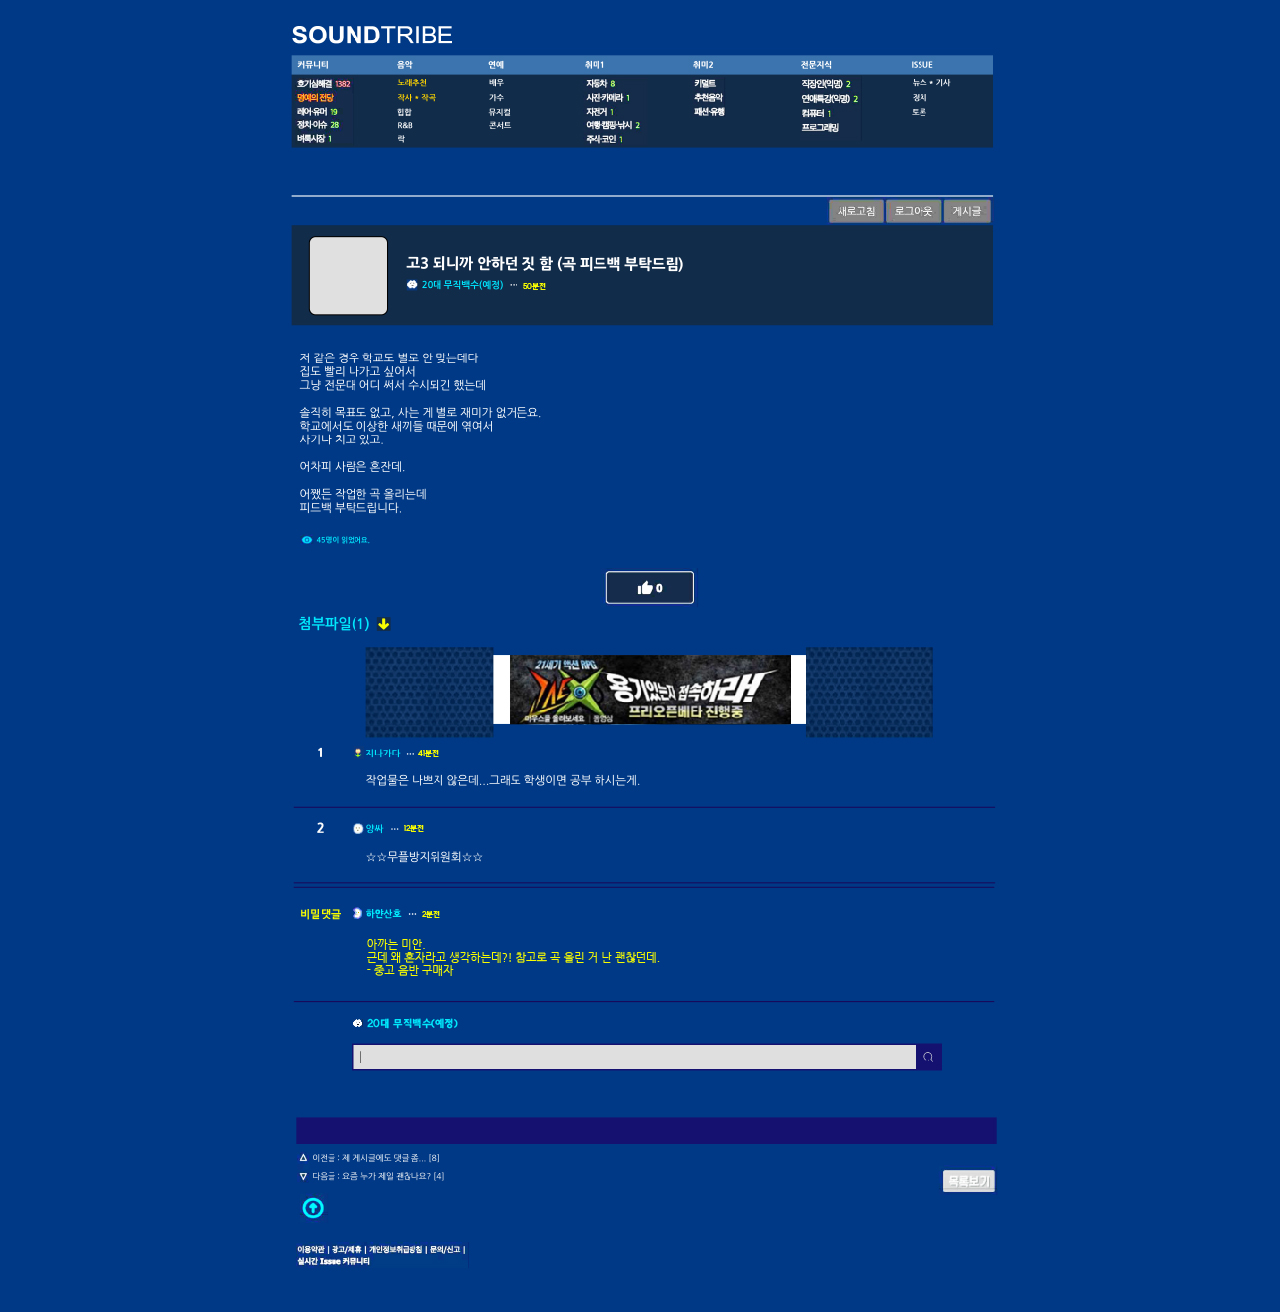 SOUNDTRIBE
커뮤니티 음악 연예 취미1 취미2 전문지식 ISSUE
호기심해결 1382 노래추천 배우 자동차 8 키덜트 직장인(익명) 2 뉴스 * 기사
명예의 전당 작사 * 작곡 가수 사진·카메라 1 추천음악 연애특강(익명) 2 정치
레어·유머 19 힙합 뮤지컬 자전거 1 패션·유행 컴퓨터 1 토론
정치·이슈 28 R&B 콘서트 여행·캠핑·낚시 2 프로그래밍
벼룩시장 1 락 주식·코인 1
새로고침 로그아웃 게시글
고3 되니까 안하던 짓 함 (곡 피드백 부탁드림)
20대 무직백수(예정) ··· 50분전
저 같은 경우 학교도 별로 안 맞는데다
집도 빨리 나가고 싶어서
그냥 전문대 어디 써서 수시되긴 했는데
솔직히 목표도 없고, 사는 게 별로 재미가 없거든요.
학교에서도 이상한 새끼들 때문에 엮여서
사기나 치고 있고.
어차피 사람은 혼잔데.
어쨌든 작업한 곡 올리는데
피드백 부탁드립니다.
45명이 읽었어요.
0
첨부파일(1)
21세기 액션 RPG
용기있는자 접속하라!
프리오픈베타 진행중
마우스를 올려보세요 | 동영상
1 지나가다 ··· 41분전
작업물은 나쁘지 않은데...그래도 학생이면 공부 하시는게.
2 양싸 ··· 12분전
☆☆무플방지위원회☆☆
비밀댓글 하얀산호 ··· 2분전
아까는 미안.
근데 왜 혼자라고 생각하는데?! 참고로 곡 올린 거 난 괜찮던데.
- 중고 음반 구매자
20대 무직백수(예정)
이전글 : 제 게시글에도 댓글 좀... [8]
다음글 : 요즘 누가 제일 괜찮나요? [4]
목록보기
이용약관 | 광고/제휴 | 개인정보취급방침 | 문의/신고 |
실시간 Issue 커뮤니티